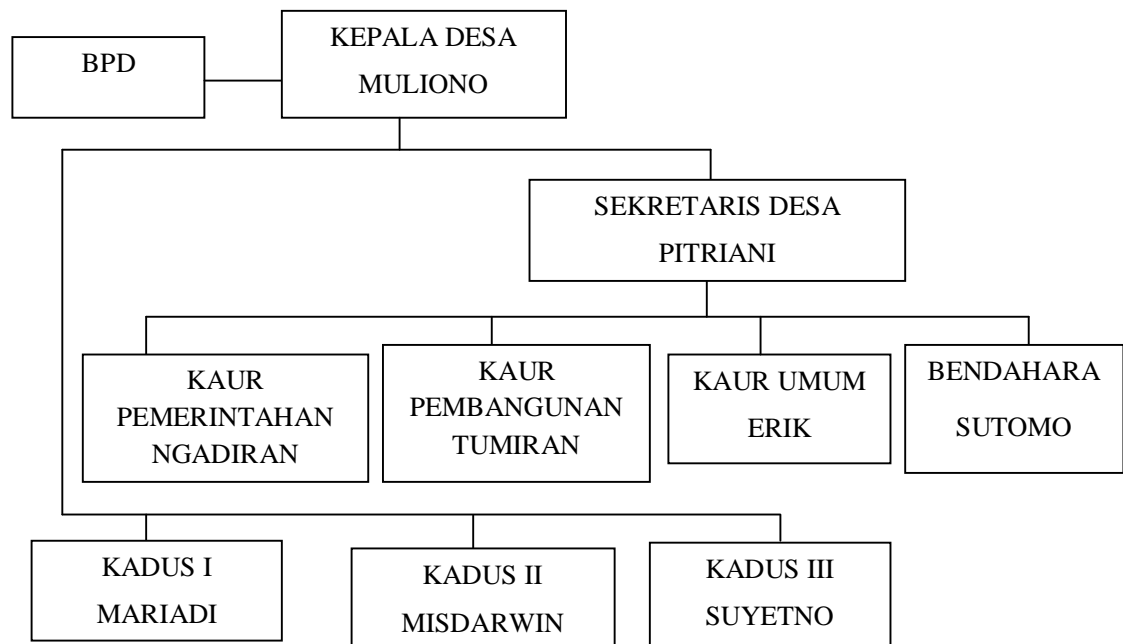 BPD
KEPALA DESA
MULIONO
SEKRETARIS DESA
PITRIANI
KAUR
PEMERINTAHAN
NGADIRAN
KAUR
PEMBANGUNAN
TUMIRAN
KAUR UMUM
ERIK
BENDAHARA
SUTOMO
KADUS I
MARIADI
KADUS II
MISDARWIN
KADUS III
SUYETNO